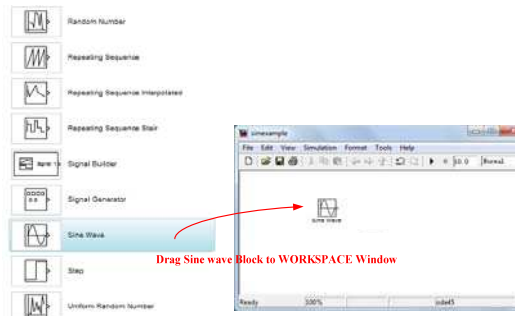 Random Number
Repeating Sequence
Repeating Sequence Interpolated
Repeating Sequence Stair
Signal Builder
Signal Generator
Sine Wave
Step
Uniform Random Number
sinesample
File Edit View Simulation Format Tools Help
10.0 Normal
Sine Wave
Drag Sine wave Block to WORKSPACE Window
Ready 100% ode45